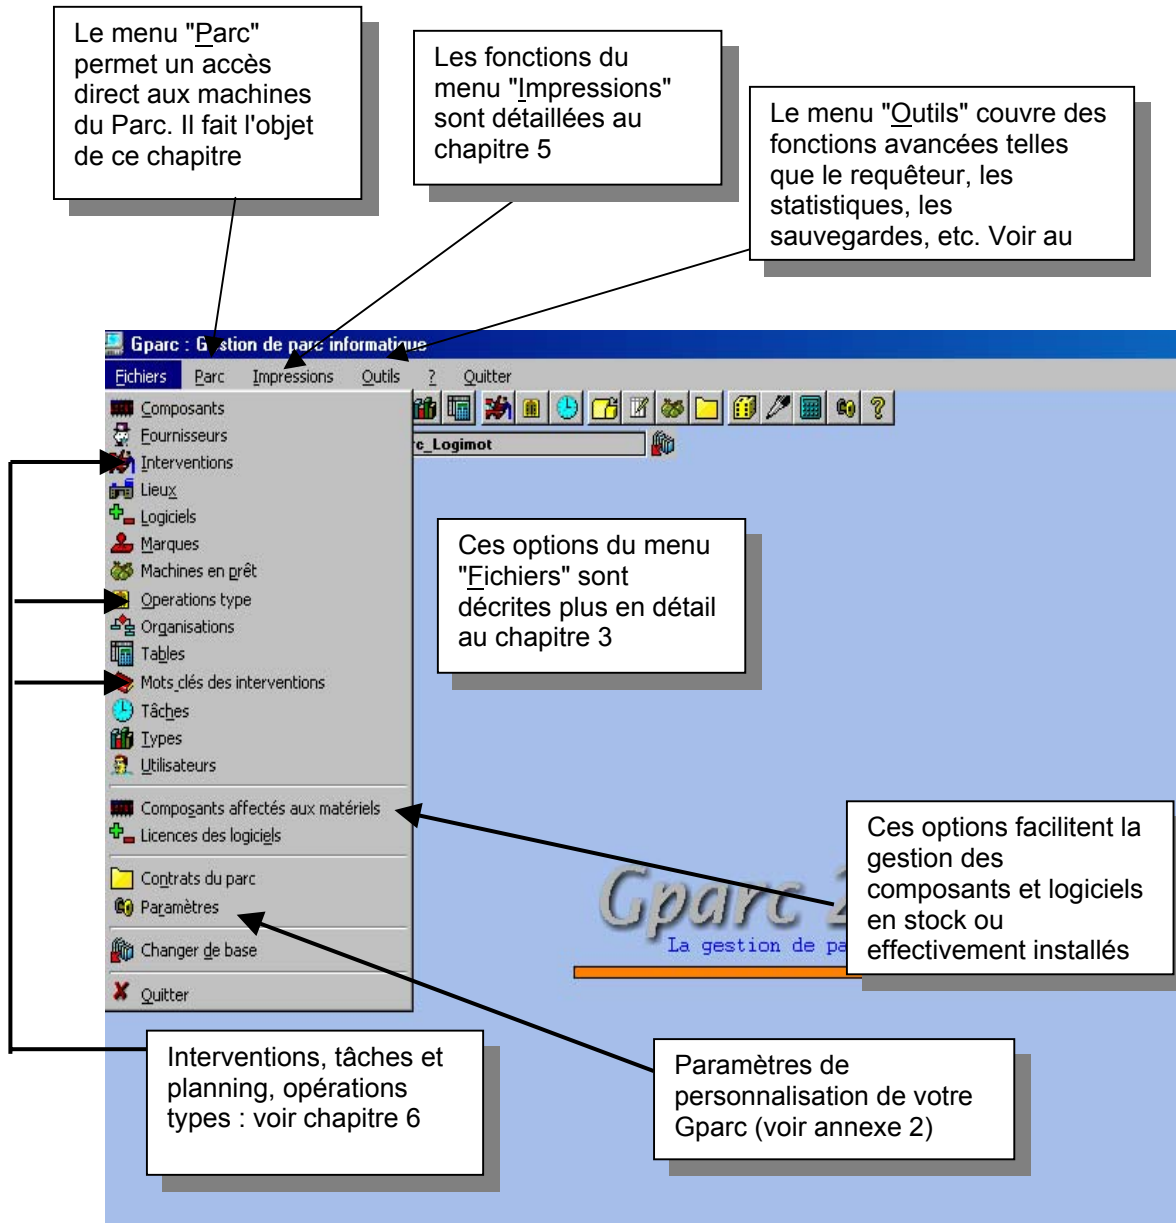 Le menu "Parc"
permet un accès
direct aux machines
du Parc. Il fait l'objet
de ce chapitre
Les fonctions du
menu "Impressions"
sont détaillées au
chapitre 5
Le menu "Outils" couvre des
fonctions avancées telles
que le requêteur, les
statistiques, les
sauvegardes, etc. Voir au
Gparc : Gestion de parc informatique
Fichiers Parc Impressions Outils ? Quitter
rc_Logimot
Composants
Fournisseurs
Interventions
Lieux
Logiciels
Marques
Machines en prêt
Operations type
Organisations
Tables
Mots clés des interventions
Tâches
Types
Utilisateurs
Composants affectés aux matériels
Licences des logiciels
Contrats du parc
Paramètres
Changer de base
Quitter
Ces options du menu
"Fichiers" sont
décrites plus en détail
au chapitre 3
Gparc 2
La gestion de pa
Ces options facilitent la
gestion des
composants et logiciels
en stock ou
effectivement installés
Interventions, tâches et
planning, opérations
types : voir chapitre 6
Paramètres de
personnalisation de votre
Gparc (voir annexe 2)